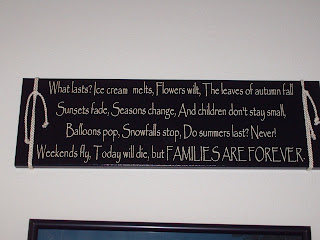 What lasts? Ice cream melts, Flowers wilt, The leaves of autumn fall
Sunsets fade, Seasons change, And children don't stay small,
Balloons pop, Snowfalls stop, Do summers last? Never!
Weekends fly, Today will die, but FAMILIES ARE FOREVER.